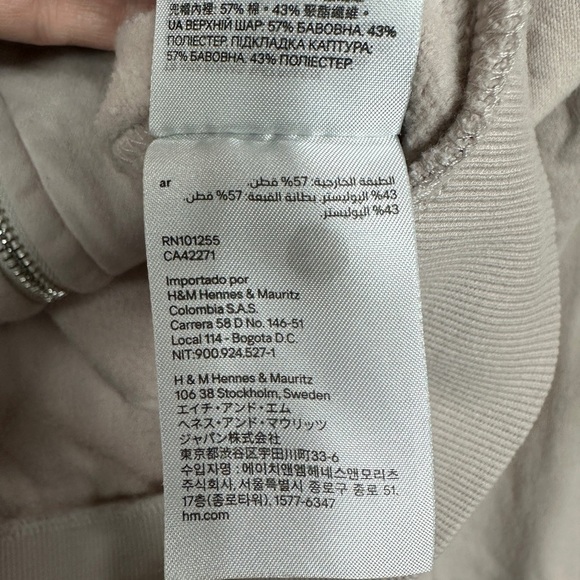 兜帽內裡：57% 棉 • 43% 聚酯纖維 •
UA ВЕРХНІЙ ШАР: 57% БАВОВНА. 43%
ПОЛІЕСТЕР. ПІДКЛАДКА КАПТУРА:
57% БАВОВНА. 43% ПОЛІЕСТЕР.
ar
الطبقة الخارجية: 57% قطن.
43% البوليستر. بطانة القبعة: 57% قطن.
43% البوليستر.
RN101255
CA42271
Importado por
H&M Hennes & Mauritz
Colombia S.A.S.
Carrera 58 D No. 146-51
Local 114 - Bogota D.C.
NIT:900.924.527-1
H & M Hennes & Mauritz
106 38 Stockholm, Sweden
エイチ・アンド・エム
ヘネス・アンド・マウリッツ
ジャパン株式会社
東京都渋谷区宇田川町33-6
수입자명 : 에이치앤엠헤네스앤모리츠
주식회사, 서울특별시 종로구 종로 51.
17층(종로타워), 1577-6347
hm.com